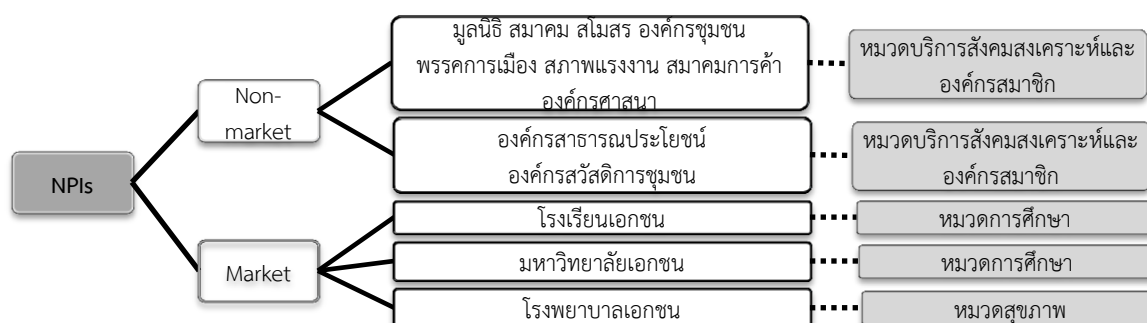 NPIs
Non-
market
มูลนิธิ สมาคม สโมสร องค์กรชุมชน
พรรคการเมือง สภาพแรงงาน สมาคมการค้า
องค์กรศาสนา
หมวดบริการสังคมสงเคราะห์และ
องค์กรสมาชิก
องค์กรสาธารณประโยชน์
องค์กรสวัสดิการชุมชน
หมวดบริการสังคมสงเคราะห์และ
องค์กรสมาชิก
Market
โรงเรียนเอกชน
หมวดการศึกษา
มหาวิทยาลัยเอกชน
หมวดการศึกษา
โรงพยาบาลเอกชน
หมวดสุขภาพ